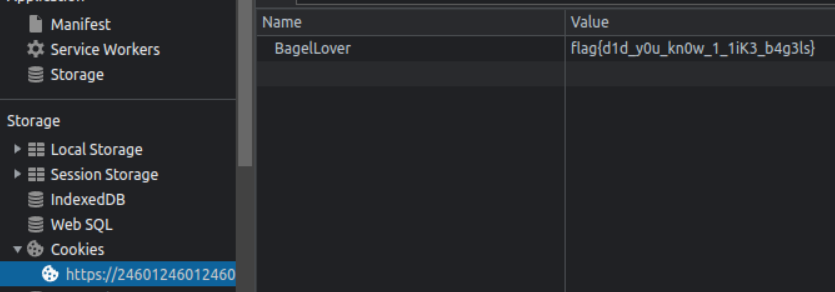 Application
Manifest
Service Workers
Storage
Storage
Local Storage
Session Storage
IndexedDB
Web SQL
Cookies
https://24601246012460
Name Value
BagelLover flag{d1d_y0u_kn0w_1_1iK3_b4g3ls}